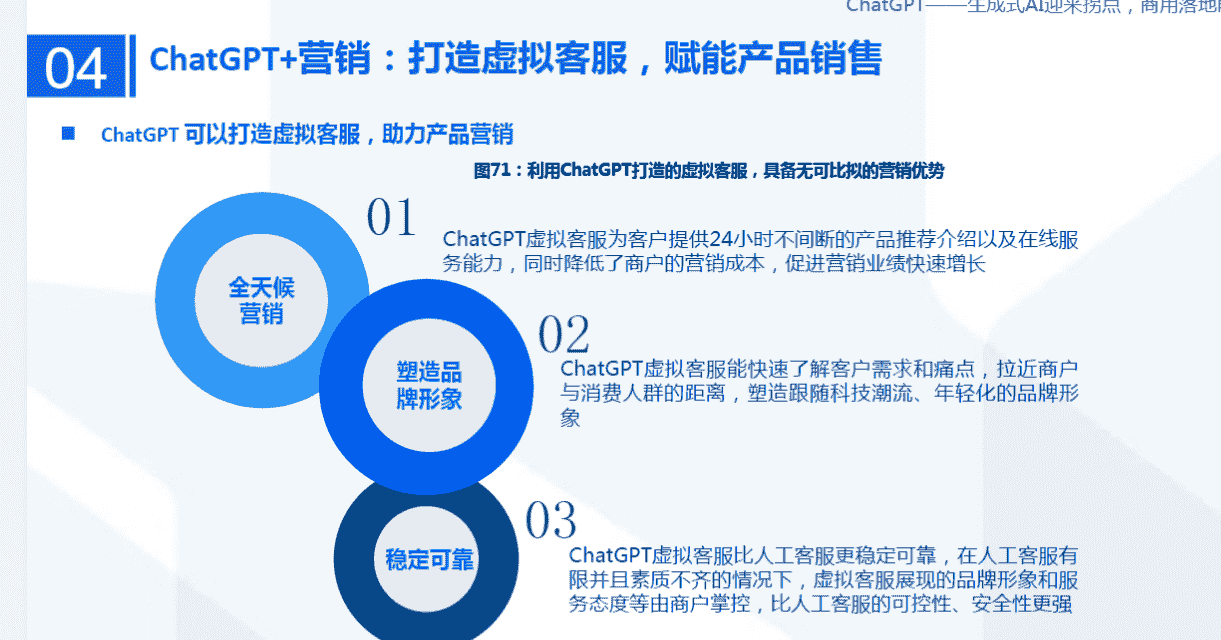 ChatGPT——生成式AI迎来拐点，商用落地
04
ChatGPT+营销：打造虚拟客服，赋能产品销售
ChatGPT 可以打造虚拟客服，助力产品营销
图71：利用ChatGPT打造的虚拟客服，具备无可比拟的营销优势
01
全天候
营销
ChatGPT虚拟客服为客户提供24小时不间断的产品推荐介绍以及在线服
务能力，同时降低了商户的营销成本，促进营销业绩快速增长
02
塑造品
牌形象
ChatGPT虚拟客服能快速了解客户需求和痛点，拉近商户
与消费人群的距离，塑造跟随科技潮流、年轻化的品牌形
象
03
稳定可靠
ChatGPT虚拟客服比人工客服更稳定可靠，在人工客服有
限并且素质不齐的情况下，虚拟客服展现的品牌形象和服
务态度等由商户掌控，比人工客服的可控性、安全性更强